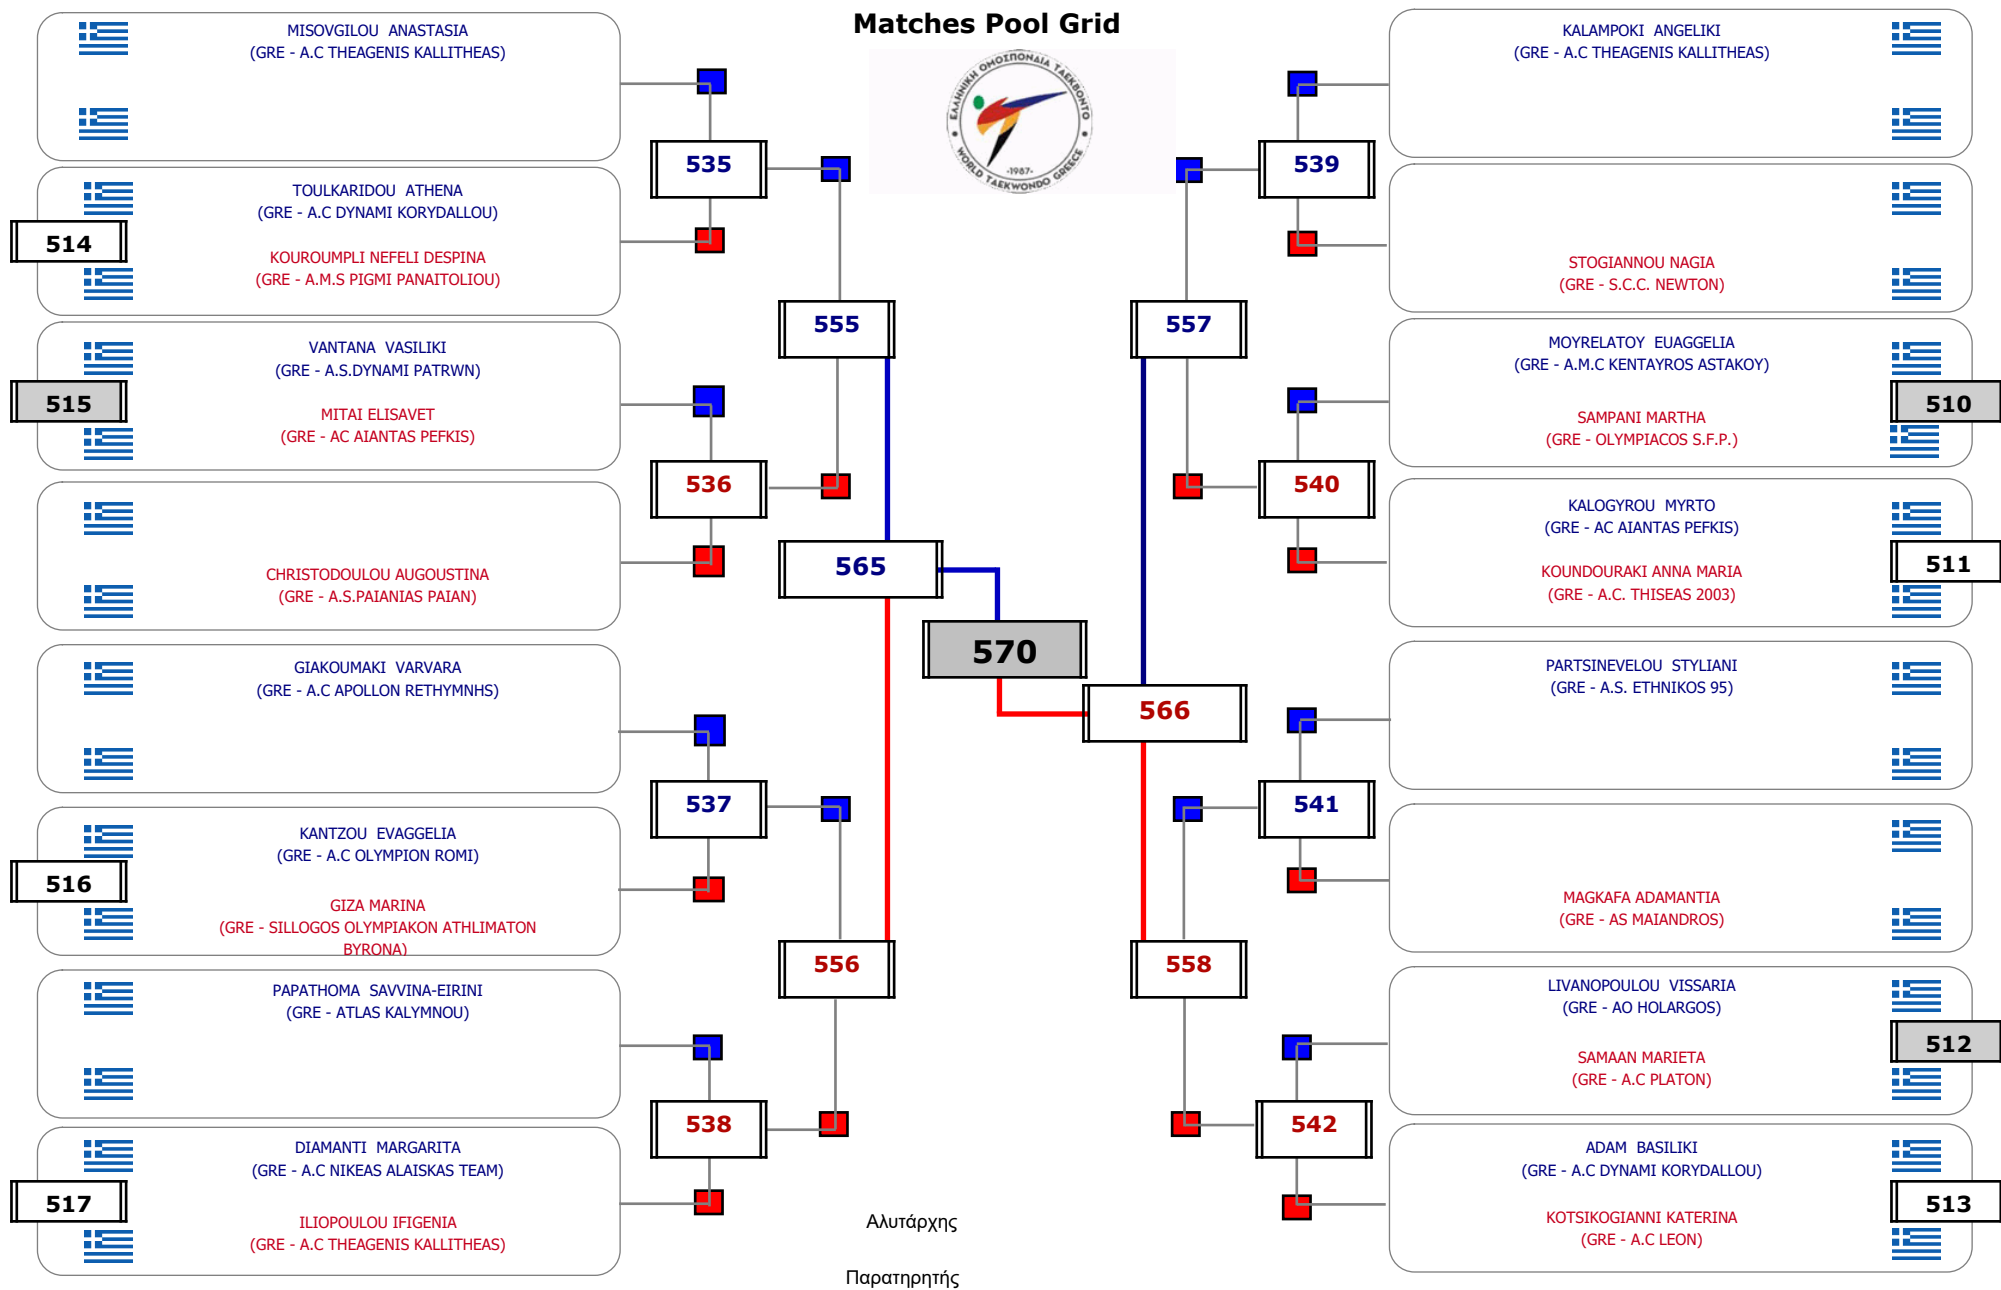 Matches Pool Grid
ΕΛΛΗΝΙΚΗ ΟΜΟΣΠΟΝΔΙΑ ΤΑΕΚΒΟΝΤΟ
-1987-
WORLD TAEKWONDO GREECE
MISOVGILOU ANASTASIA
(GRE - A.C THEAGENIS KALLITHEAS)
TOULKARIDOU ATHENA
(GRE - A.C DYNAMI KORYDALLOU)
514
KOUROUMPLI NEFELI DESPINA
(GRE - A.M.S PIGMI PANAITOLIOU)
VANTANA VASILIKI
(GRE - A.S.DYNAMI PATRWN)
515
MITAI ELISAVET
(GRE - AC AIANTAS PEFKIS)
CHRISTODOULOU AUGOUSTINA
(GRE - A.S.PAIANIAS PAIAN)
GIAKOUMAKI VARVARA
(GRE - A.C APOLLON RETHYMNHS)
KANTZOU EVAGGELIA
(GRE - A.C OLYMPION ROMI)
516
GIZA MARINA
(GRE - SILLOGOS OLYMPIAKON ATHLIMATON
BYRONA)
PAPATHOMA SAVVINA-EIRINI
(GRE - ATLAS KALYMNOU)
DIAMANTI MARGARITA
(GRE - A.C NIKEAS ALAISKAS TEAM)
517
ILIOPOULOU IFIGENIA
(GRE - A.C THEAGENIS KALLITHEAS)
535
536
537
538
555
556
565
570
566
557
558
539
540
541
542
KALAMPOKI ANGELIKI
(GRE - A.C THEAGENIS KALLITHEAS)
STOGIANNOU NAGIA
(GRE - S.C.C. NEWTON)
MOYRELATOY EUAGGELIA
(GRE - A.M.C KENTAYROS ASTAKOY)
510
SAMPANI MARTHA
(GRE - OLYMPIACOS S.F.P.)
KALOGYROU MYRTO
(GRE - AC AIANTAS PEFKIS)
511
KOUNDOURAKI ANNA MARIA
(GRE - A.C. THISEAS 2003)
PARTSINEVELOU STYLIANI
(GRE - A.S. ETHNIKOS 95)
MAGKAFA ADAMANTIA
(GRE - AS MAIANDROS)
LIVANOPOULOU VISSARIA
(GRE - AO HOLARGOS)
512
SAMAAN MARIETA
(GRE - A.C PLATON)
ADAM BASILIKI
(GRE - A.C DYNAMI KORYDALLOU)
513
KOTSIKOGIANNI KATERINA
(GRE - A.C LEON)
Αλυτάρχης
Παρατηρητής